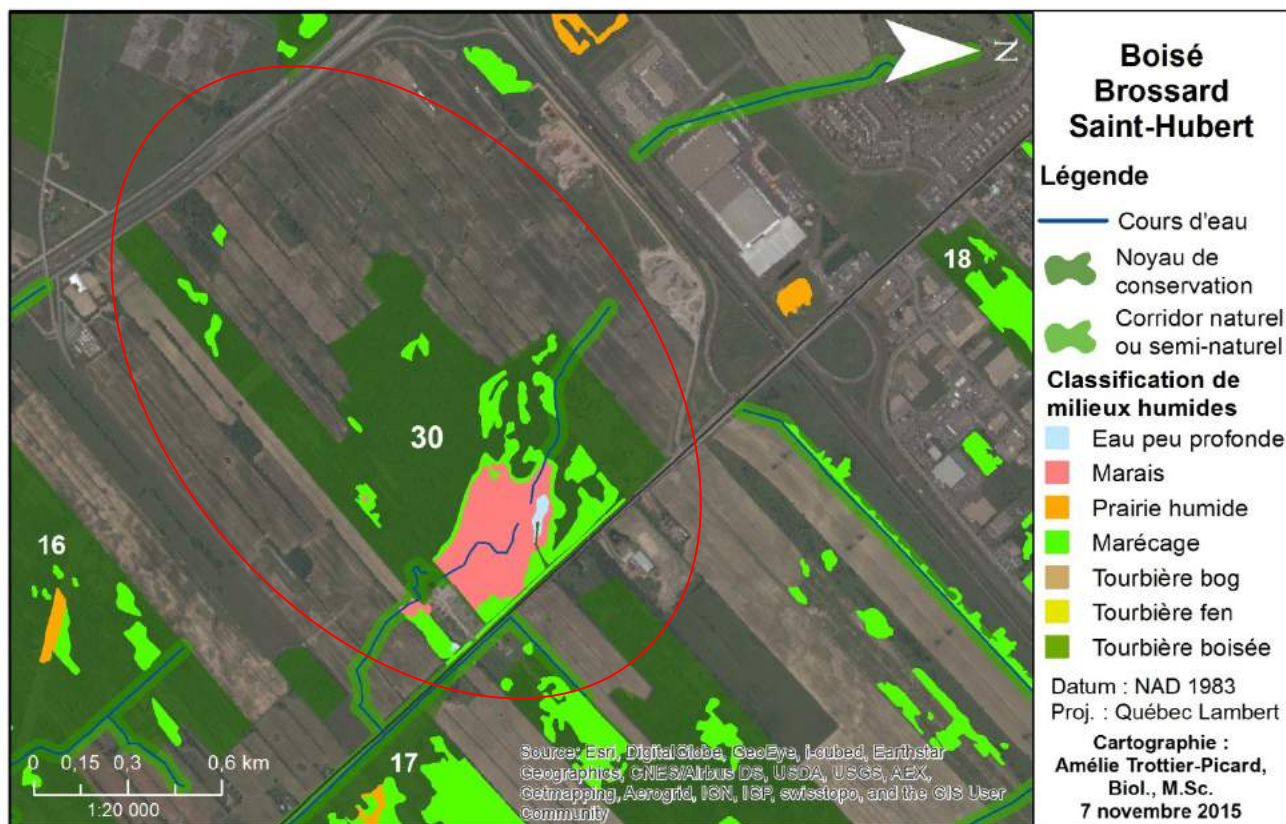 N
18
30
16
17
0 0,15 0,3 0,6 km
1:20 000
Source: Esri, DigitalGlobe, GeoEye, i-cubed, Earthstar
Geographics, CNES/Airbus DS, USDA, USGS, AEX,
Getmapping, Aerogrid, IGN, IGP, swisstopo, and the GIS User
Community
Boisé
Brossard
Saint-Hubert
Légende
Cours d'eau
Noyau de
conservation
Corridor naturel
ou semi-naturel
Classification de
milieux humides
Eau peu profonde
Marais
Prairie humide
Marécage
Tourbière bog
Tourbière fen
Tourbière boisée
Datum : NAD 1983
Proj. : Québec Lambert
Cartographie :
Amélie Trottier-Picard,
Biol., M.Sc.
7 novembre 2015